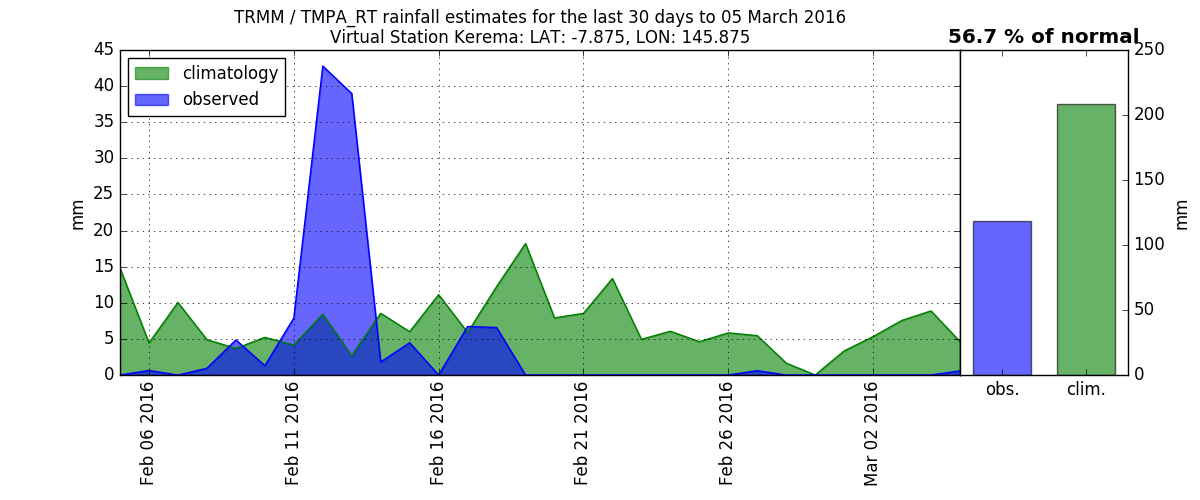 TRMM / TMPA_RT rainfall estimates for the last 30 days to 05 March 2016
Virtual Station Kerema: LAT: -7.875, LON: 145.875
56.7 % of normal
climatology
observed
mm
45
40
35
30
25
20
15
10
5
0
Feb 06 2016
Feb 11 2016
Feb 16 2016
Feb 21 2016
Feb 26 2016
Mar 02 2016
250
200
150
100
50
0
mm
obs.
clim.